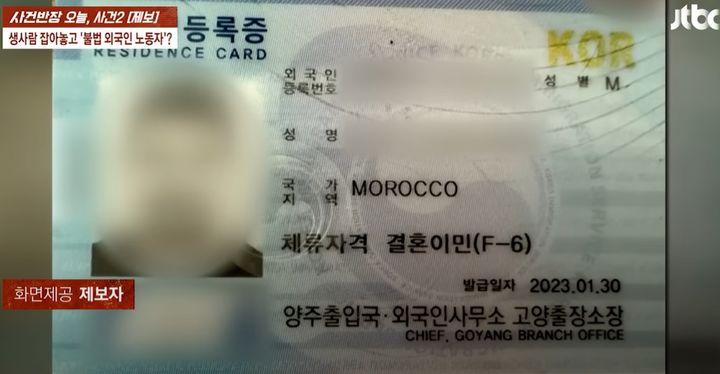 사건반장 오늘, 사건2 [제보]
생사람 잡아놓고 '불법 외국인 노동자'?
jtbc
등록증
RESIDENCE CARD
KOR
외국인
등록번호
성별 M
성명
국가
지역 MOROCCO
체류자격 결혼이민(F-6)
발급일자 2023.01.30
화면제공 제보자
양주출입국·외국인사무소 고양출장소장
CHIEF, GOYANG BRANCH OFFICE